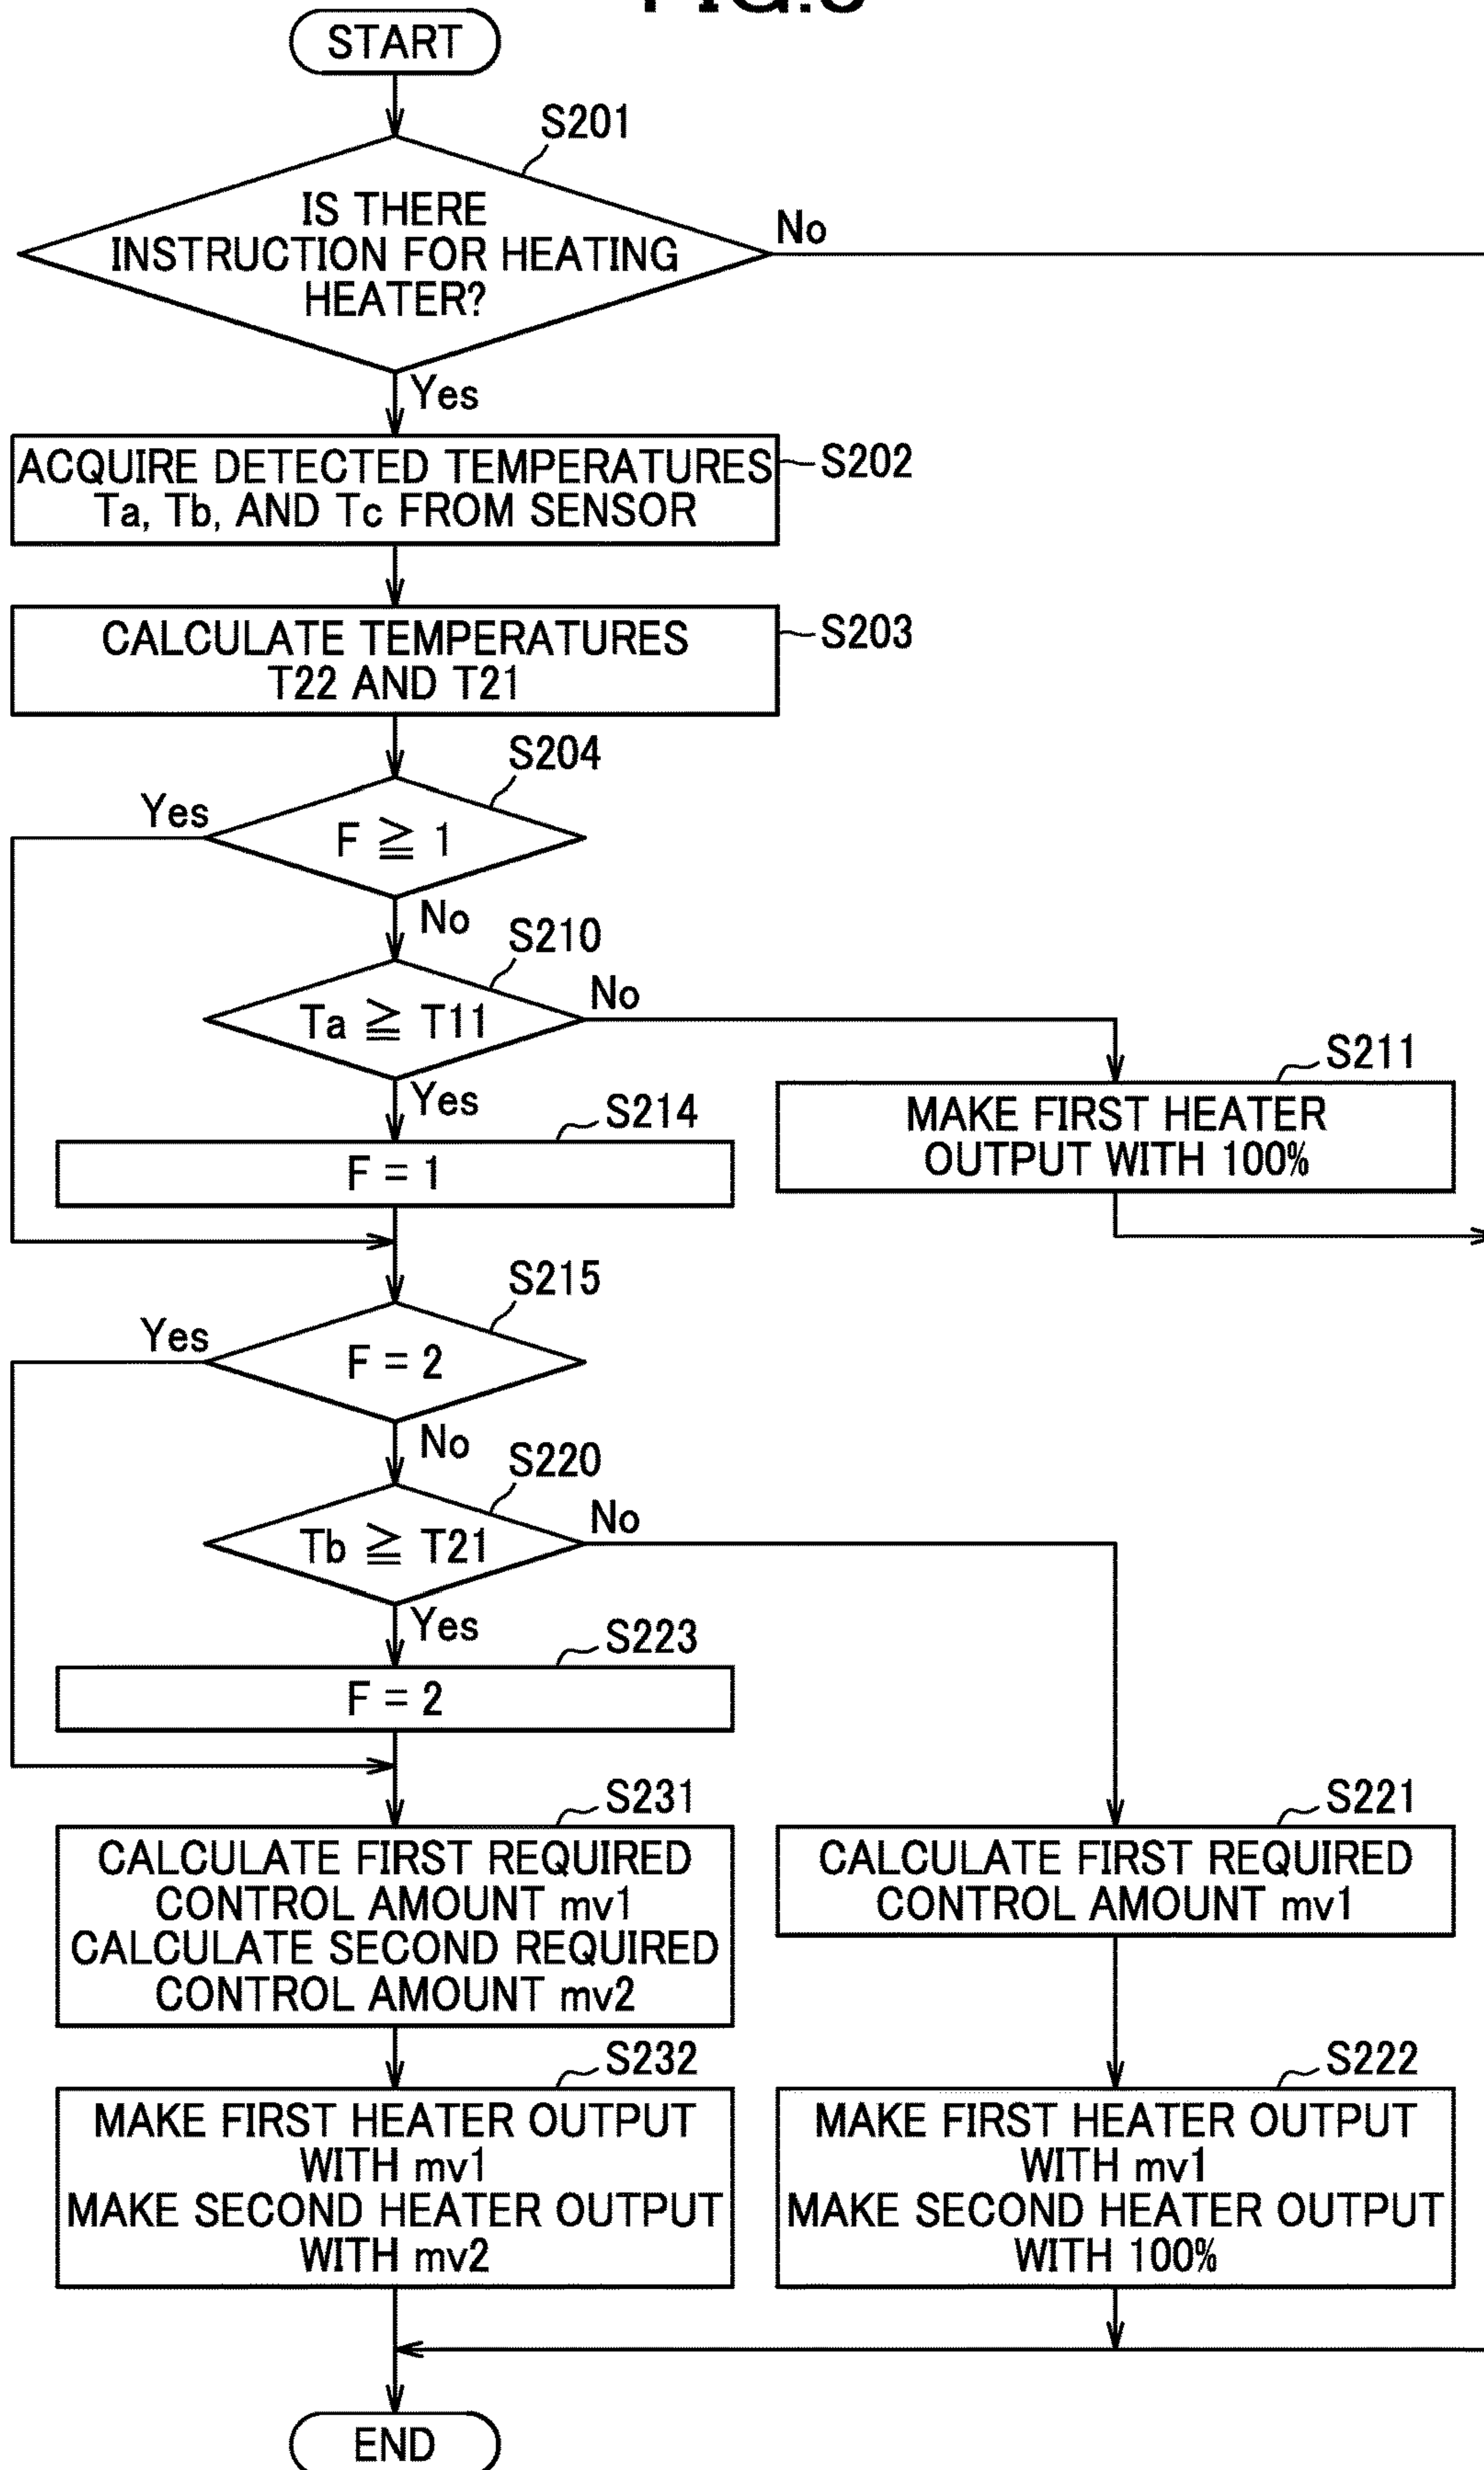 START
S201
IS THERE
INSTRUCTION FOR HEATING
HEATER?
No
Yes
ACQUIRE DETECTED TEMPERATURES
Ta, Tb, AND Tc FROM SENSOR
S202
CALCULATE TEMPERATURES
T22 AND T21
S203
S204
Yes
F ≧ 1
No
S210
Ta ≧ T11
No
Yes
S211
MAKE FIRST HEATER
OUTPUT WITH 100%
S214
F = 1
S215
Yes
F = 2
No
S220
Tb ≧ T21
No
Yes
S223
F = 2
S231
CALCULATE FIRST REQUIRED
CONTROL AMOUNT mv1
CALCULATE SECOND REQUIRED
CONTROL AMOUNT mv2
S221
CALCULATE FIRST REQUIRED
CONTROL AMOUNT mv1
S232
MAKE FIRST HEATER OUTPUT
WITH mv1
MAKE SECOND HEATER OUTPUT
WITH mv2
S222
MAKE FIRST HEATER OUTPUT
WITH mv1
MAKE SECOND HEATER OUTPUT
WITH 100%
END